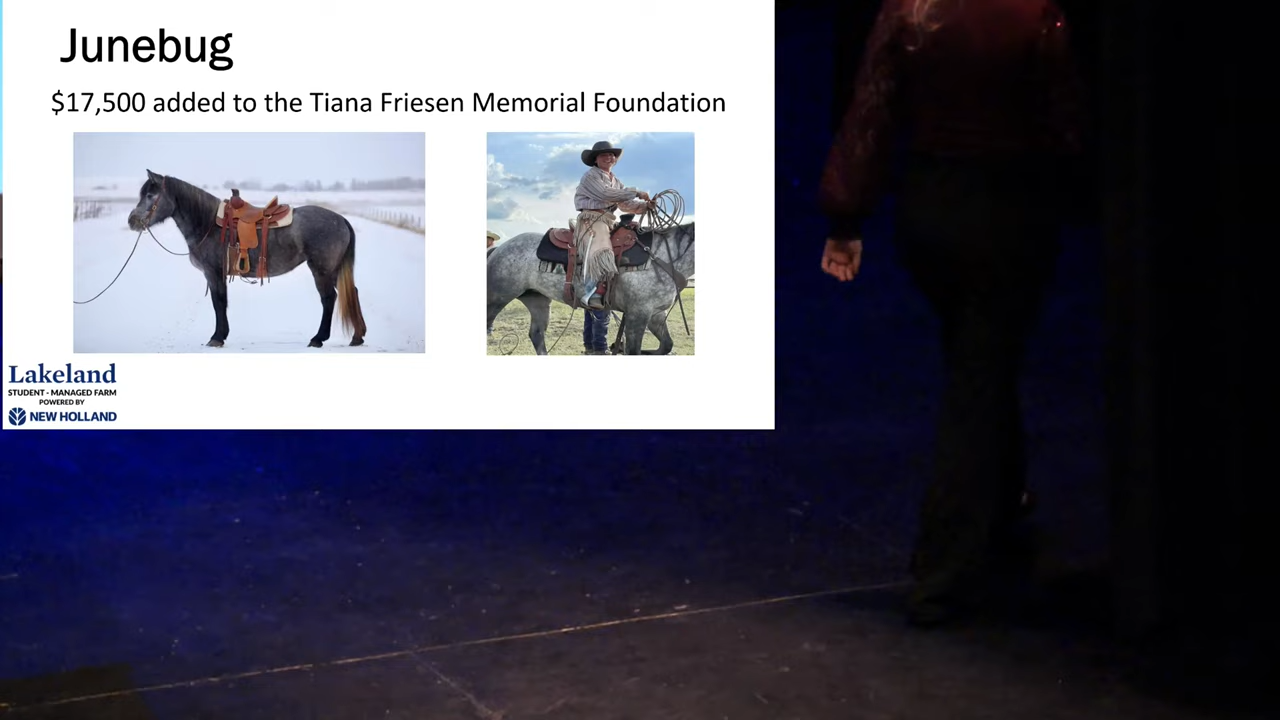 Junebug
$17,500 added to the Tiana Friesen Memorial Foundation
Lakeland
STUDENT - MANAGED FARM
POWERED BY
NEW HOLLAND